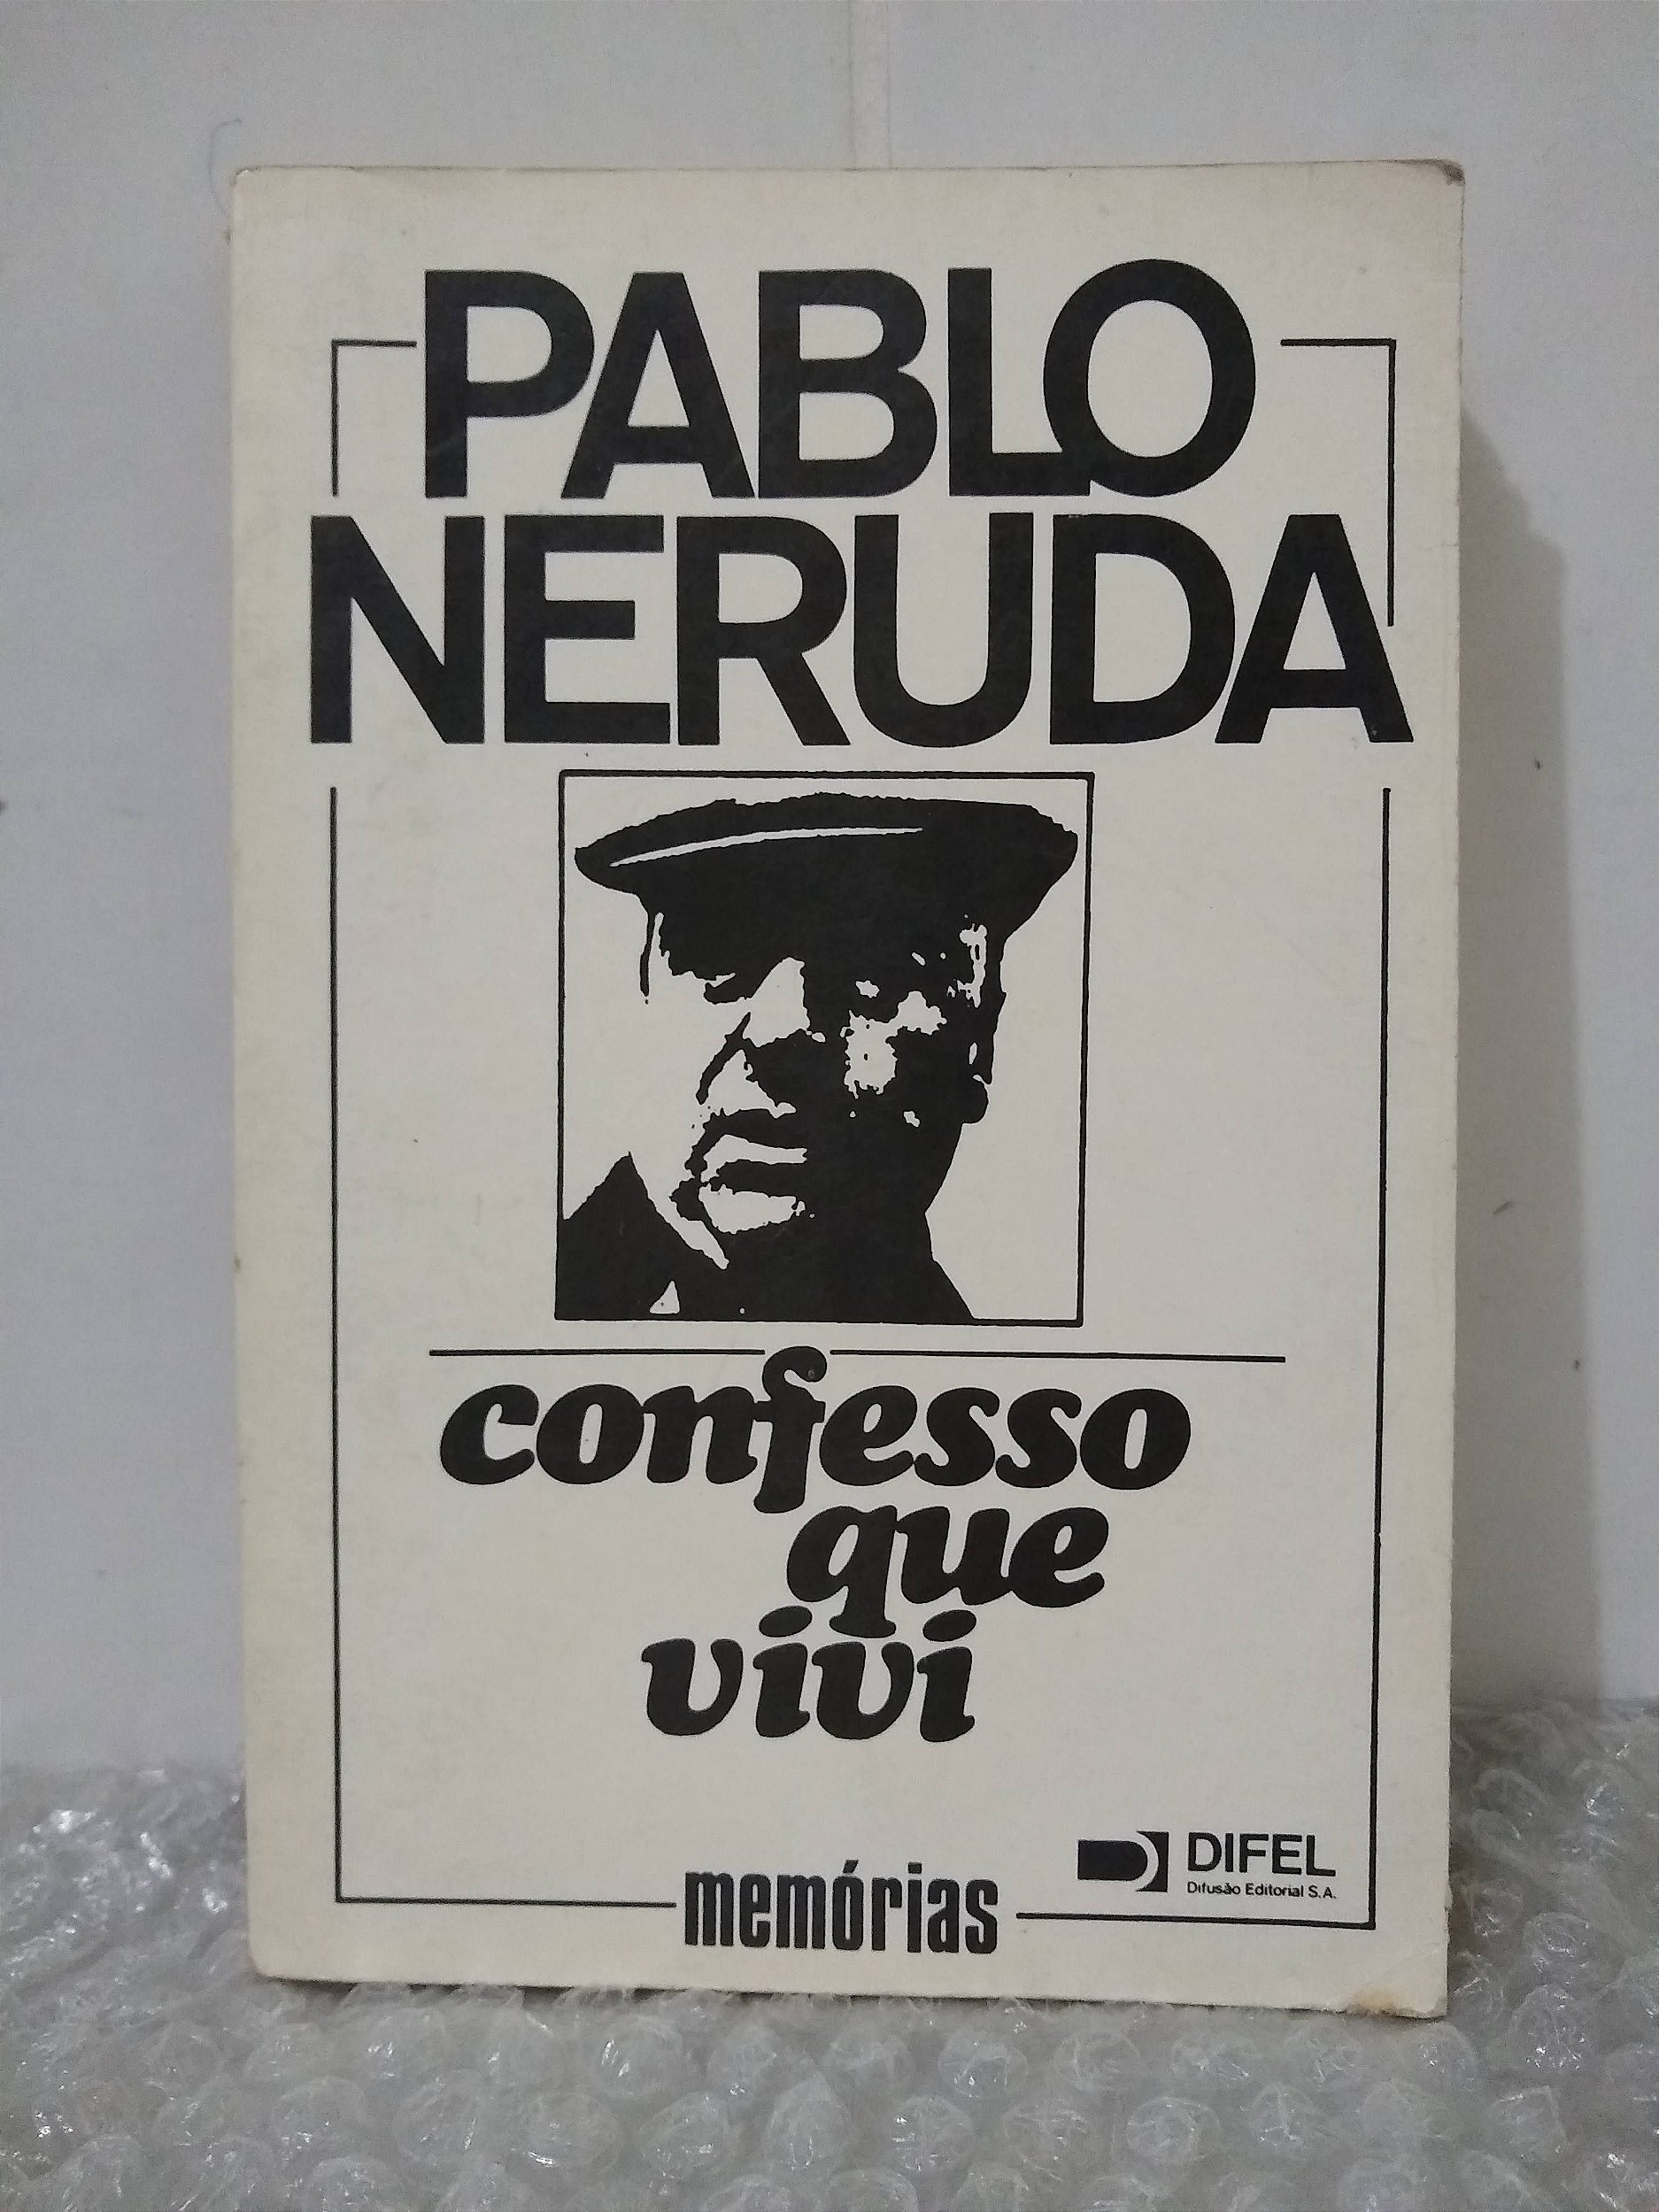 PABLO
NERUDA
confesso
que
vivi
DIFEL
Difusão Editorial S.A.
memórias